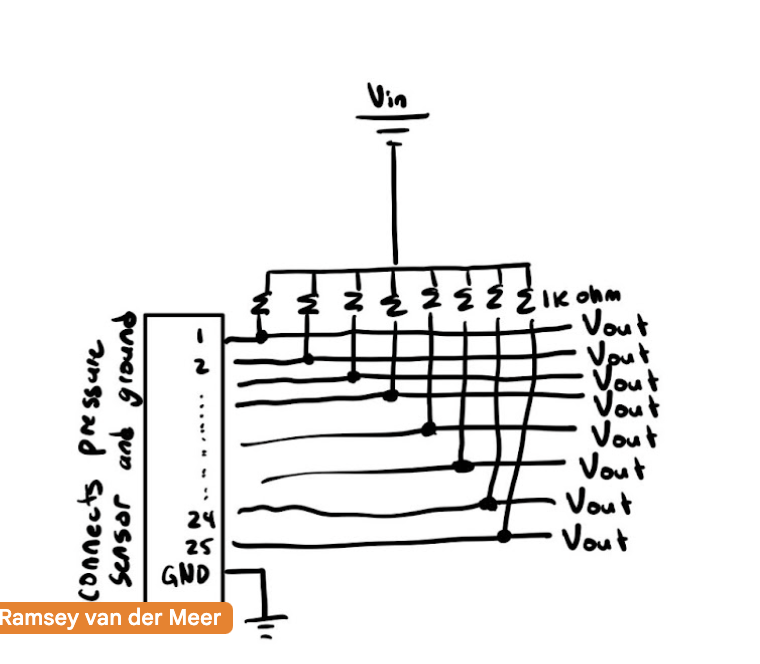 Vin
1K ohm
Vout
Vout
Vout
Vout
Vout
Vout
Vout
Vout
connects pressure
sensor and ground
1
2
24
25
GND
Ramsey van der Meer